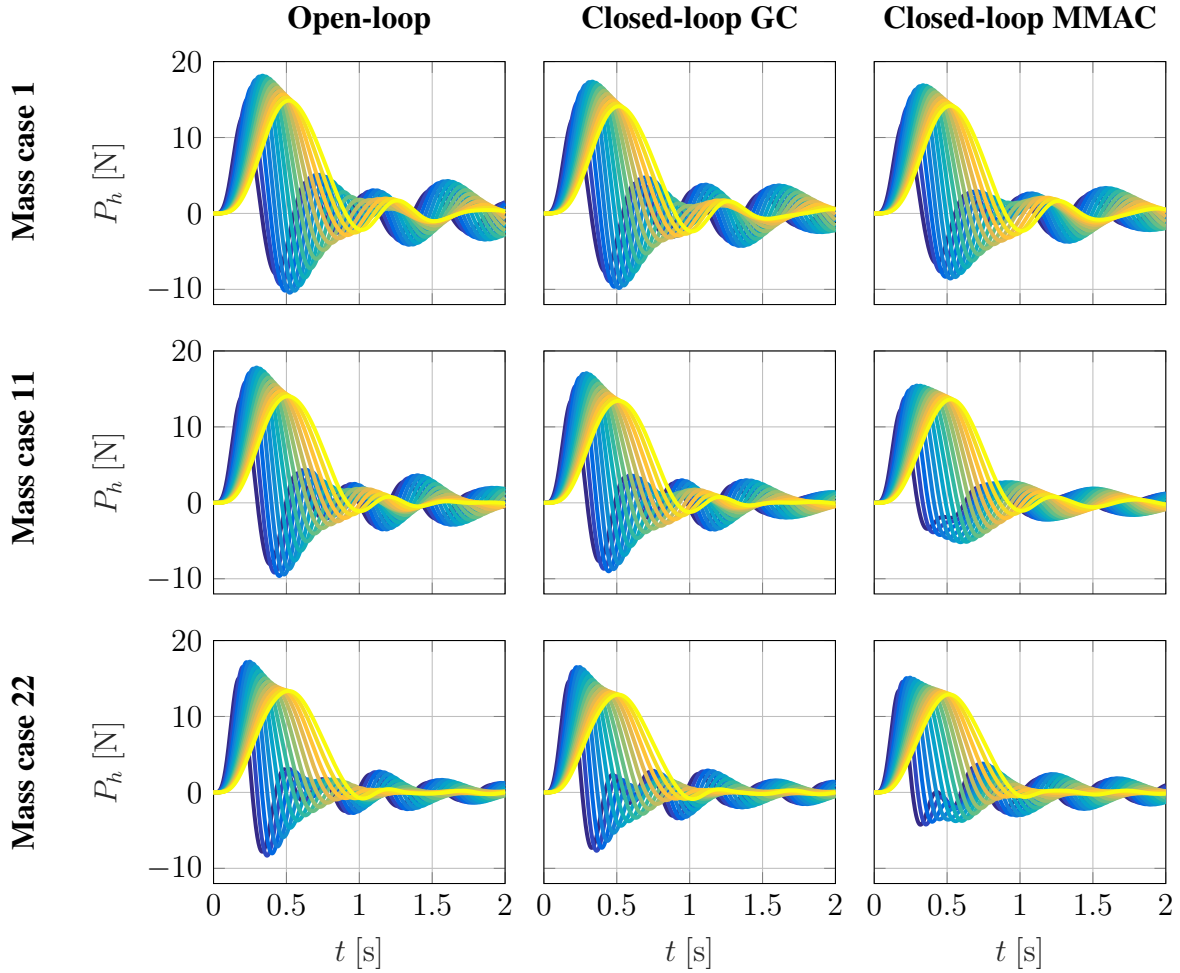 Open-loop Closed-loop GC Closed-loop MMAC
Mass case 1
P_h [N]
20
10
0
−10
Mass case 11
P_h [N]
20
10
0
−10
Mass case 22
P_h [N]
20
10
0
−10
0 0.5 1 1.5 2 0 0.5 1 1.5 2 0 0.5 1 1.5 2
t [s] t [s] t [s]